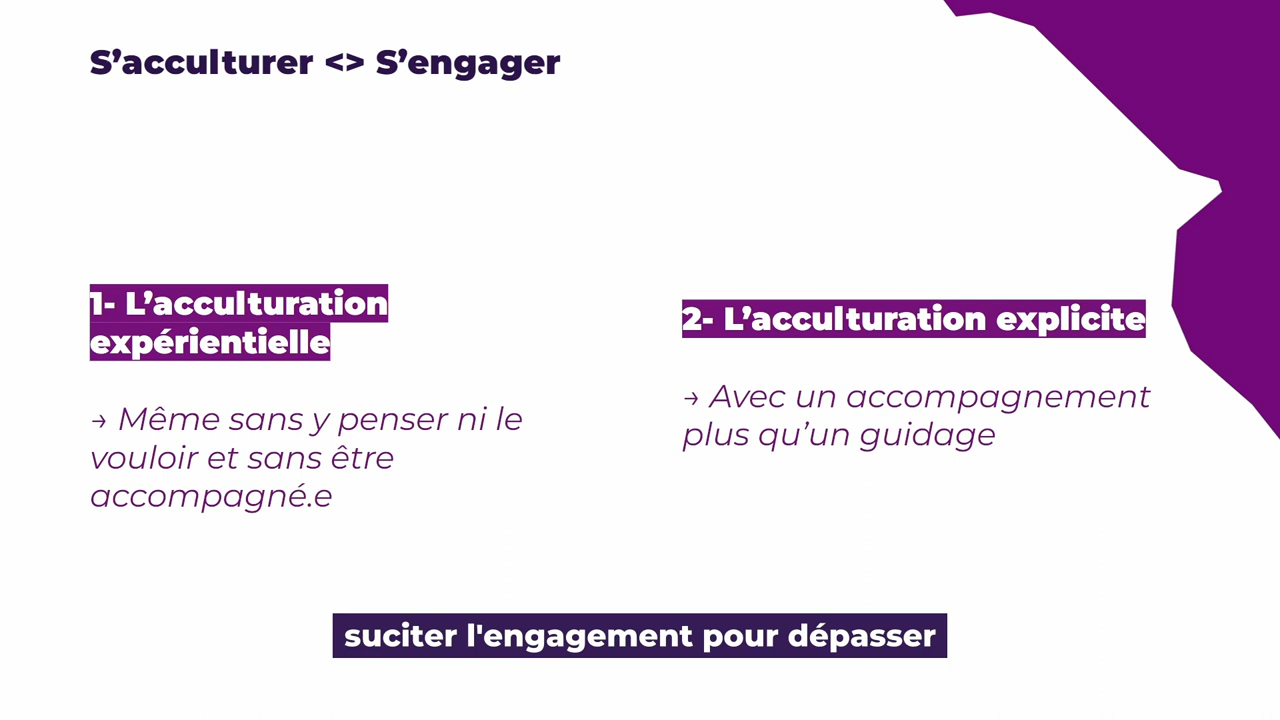 S’acculturer <> S’engager
1- L’acculturation
expérientielle
→ Même sans y penser ni le
vouloir et sans être
accompagné.e
2- L’acculturation explicite
→ Avec un accompagnement
plus qu’un guidage
suciter l'engagement pour dépasser